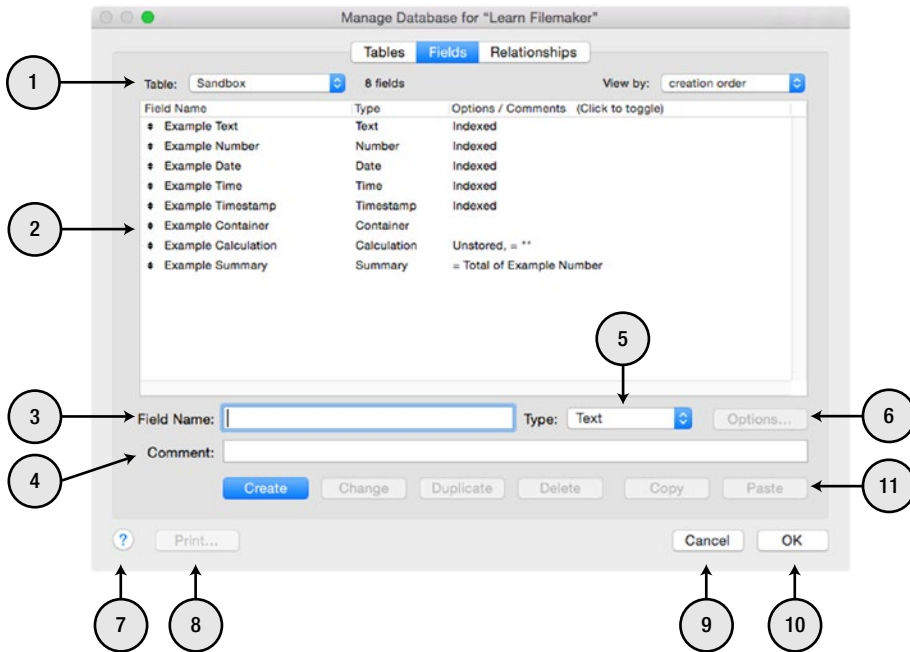 Manage Database for "Learn Filemaker"
Tables Fields Relationships
1 Table: Sandbox 8 fields View by: creation order
Field Name Type Options / Comments (Click to toggle)
Example Text Text Indexed
Example Number Number Indexed
Example Date Date Indexed
Example Time Time Indexed
Example Timestamp Timestamp Indexed
2 Example Container Container
Example Calculation Calculation Unstored, = ""
Example Summary Summary = Total of Example Number
5
3 Field Name: Type: Text Options... 6
4 Comment:
Create Change Duplicate Delete Copy Paste 11
? Print... Cancel OK
7 8 9 10